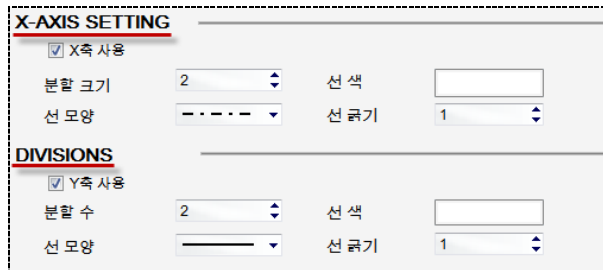 X-AXIS SETTING
X축 사용
분할 크기 2 선 색
선 모양 선 굵기 1
DIVISIONS
Y축 사용
분할 수 2 선 색
선 모양 선 굵기 1